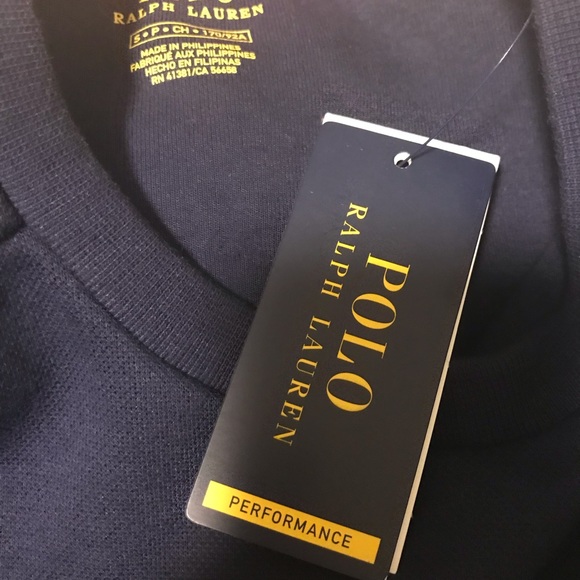 RALPH LAUREN
S•P•CH•170/92A
MADE IN PHILIPPINES
FABRIQUÉ AUX PHILIPPINES
HECHO EN FILIPINAS
RN 41381/CA 56658
POLO
RALPH LAUREN
PERFORMANCE